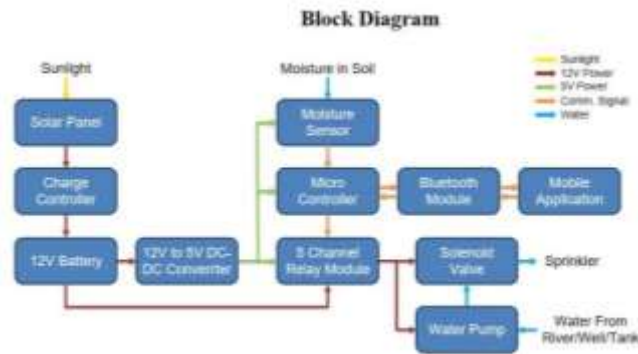 Block Diagram
Sunlight
Moisture in Soil
Sunlight
12V Power
5V Power
Comm. Signal
Water
Solar Panel
Moisture
Sensor
Charge
Controller
Micro
Controller
Bluetooth
Module
Mobile
Application
12V Battery
12V to 5V DC-
DC Converter
5 Channel
Relay Module
Solenoid
Valve
Sprinkler
Water Pump
Water From
River/Well/Tank